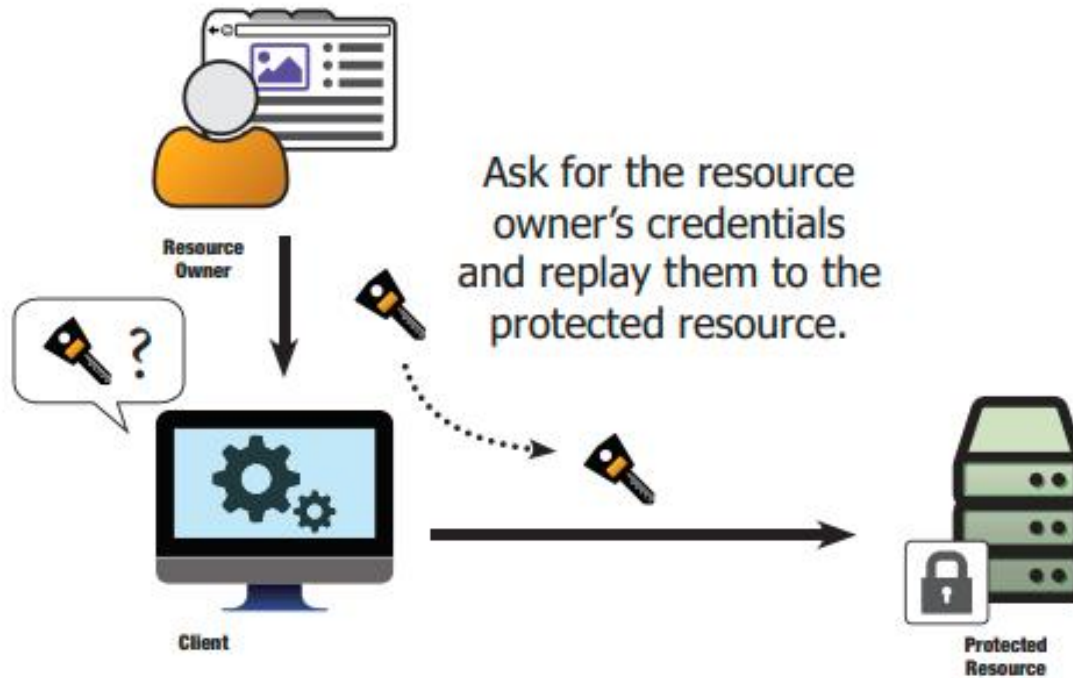 Ask for the resource
owner’s credentials
and replay them to the
protected resource.
Resource
Owner
?
Client
Protected
Resource